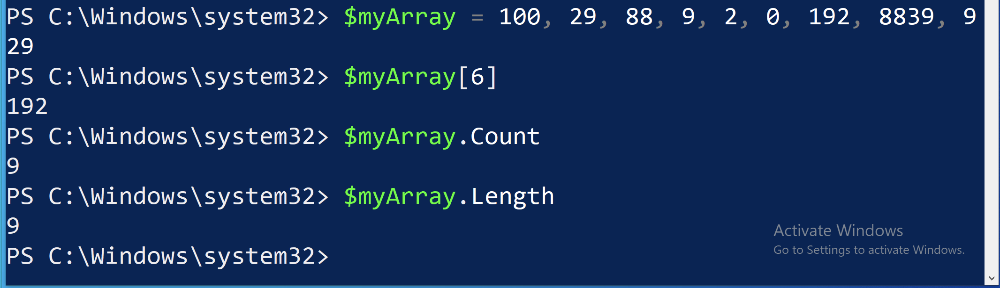 PS C:\Windows\system32> $myArray = 100, 29, 88, 9, 2, 0, 192, 8839, 9
29
PS C:\Windows\system32> $myArray[6]
192
PS C:\Windows\system32> $myArray.Count
9
PS C:\Windows\system32> $myArray.Length
9
PS C:\Windows\system32>
Activate Windows
Go to Settings to activate Windows.